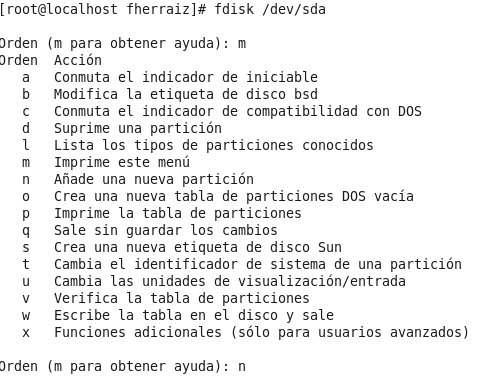 [root@localhost fherraiz]# fdisk /dev/sda
Orden (m para obtener ayuda): m
Orden  Acción
   a   Conmuta el indicador de iniciable
   b   Modifica la etiqueta de disco bsd
   c   Conmuta el indicador de compatibilidad con DOS
   d   Suprime una partición
   l   Lista los tipos de particiones conocidos
   m   Imprime este menú
   n   Añade una nueva partición
   o   Crea una nueva tabla de particiones DOS vacía
   p   Imprime la tabla de particiones
   q   Sale sin guardar los cambios
   s   Crea una nueva etiqueta de disco Sun
   t   Cambia el identificador de sistema de una partición
   u   Cambia las unidades de visualización/entrada
   v   Verifica la tabla de particiones
   w   Escribe la tabla en el disco y sale
   x   Funciones adicionales (sólo para usuarios avanzados)
Orden (m para obtener ayuda): n